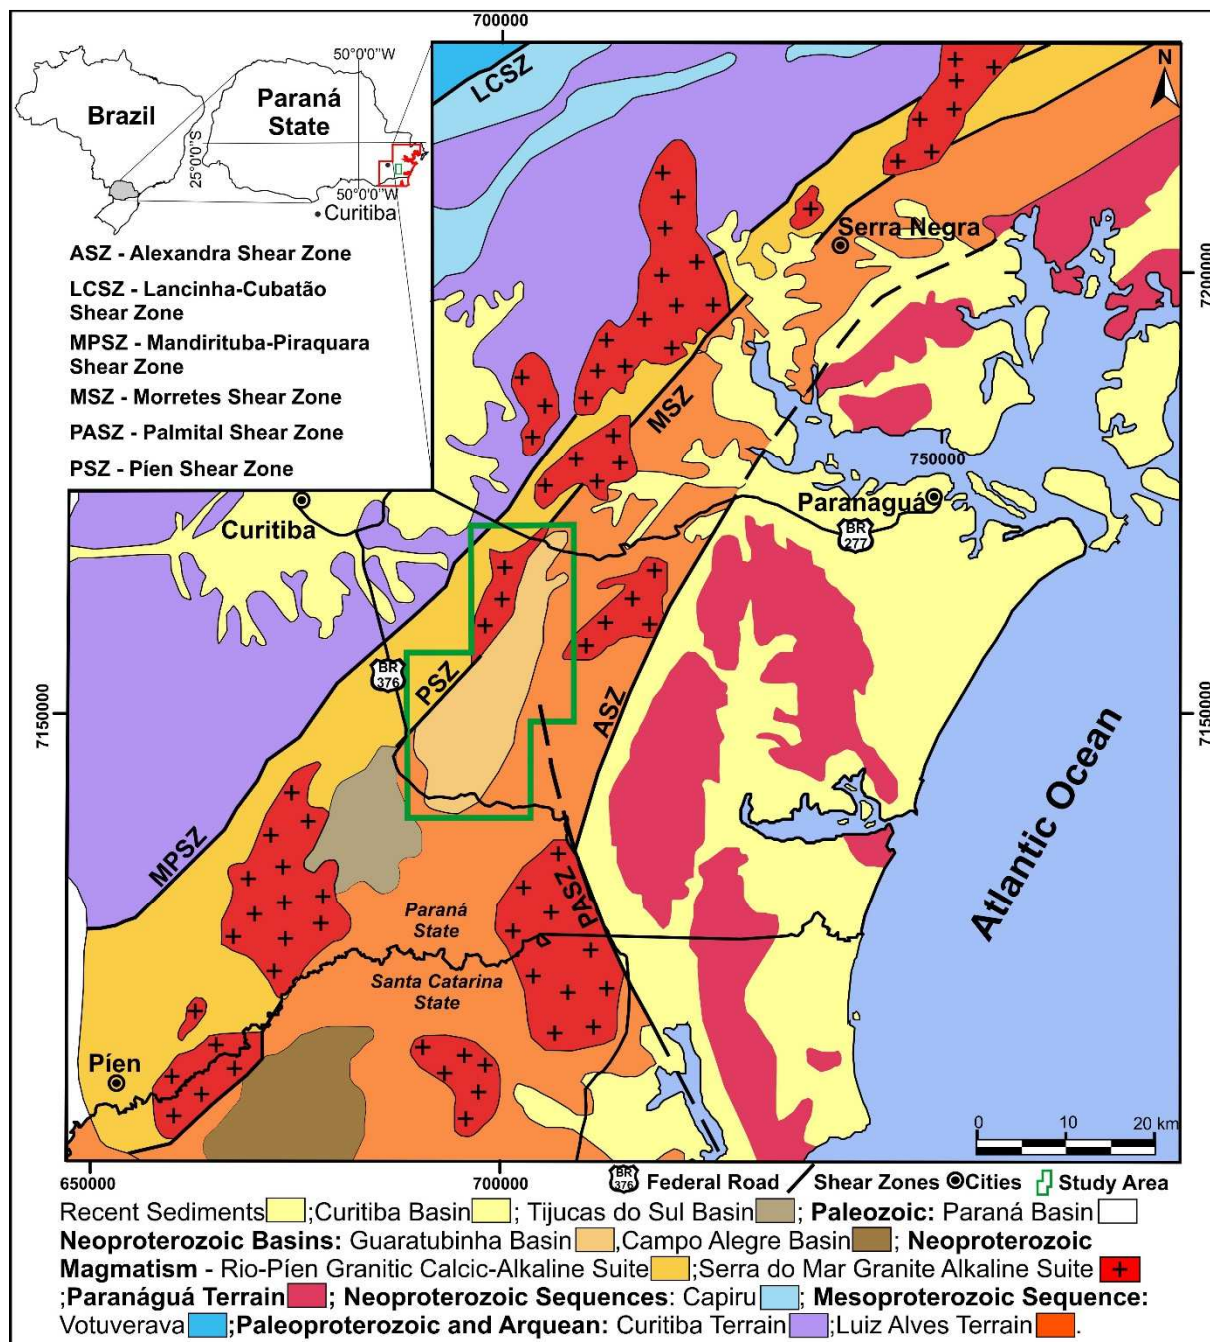 700000
50°0'0''W
N
LCSZ
Brazil
Paraná
State
25°0'0''S
50°0'0''W
Curitiba
ASZ - Alexandra Shear Zone
LCSZ - Lancinha-Cubatão
Shear Zone
MPSZ - Mandirituba-Piraquara
Shear Zone
MSZ - Morretes Shear Zone
PASZ - Palmital Shear Zone
PSZ - Píen Shear Zone
Serra Negra
7200000
MSZ
750000
Paranaguá
Curitiba
BR
277
BR
376
PSZ
ASZ
7150000
7150000
MPSZ
PASZ
Atlantic Ocean
Paraná
State
Santa Catarina
State
Píen
0 10 20 km
650000 700000
BR
376 Federal Road Shear Zones Cities Study Area
Recent Sediments ;Curitiba Basin ; Tijucas do Sul Basin ; Paleozoic: Paraná Basin
Neoproterozoic Basins: Guaratubinha Basin ,Campo Alegre Basin ; Neoproterozoic
Magmatism - Rio-Píen Granitic Calcic-Alkaline Suite ;Serra do Mar Granite Alkaline Suite
;Paranáguá Terrain ; Neoproterozoic Sequences: Capiru ; Mesoproterozoic Sequence:
Votuverava ;Paleoproterozoic and Arquean: Curitiba Terrain ;Luiz Alves Terrain .